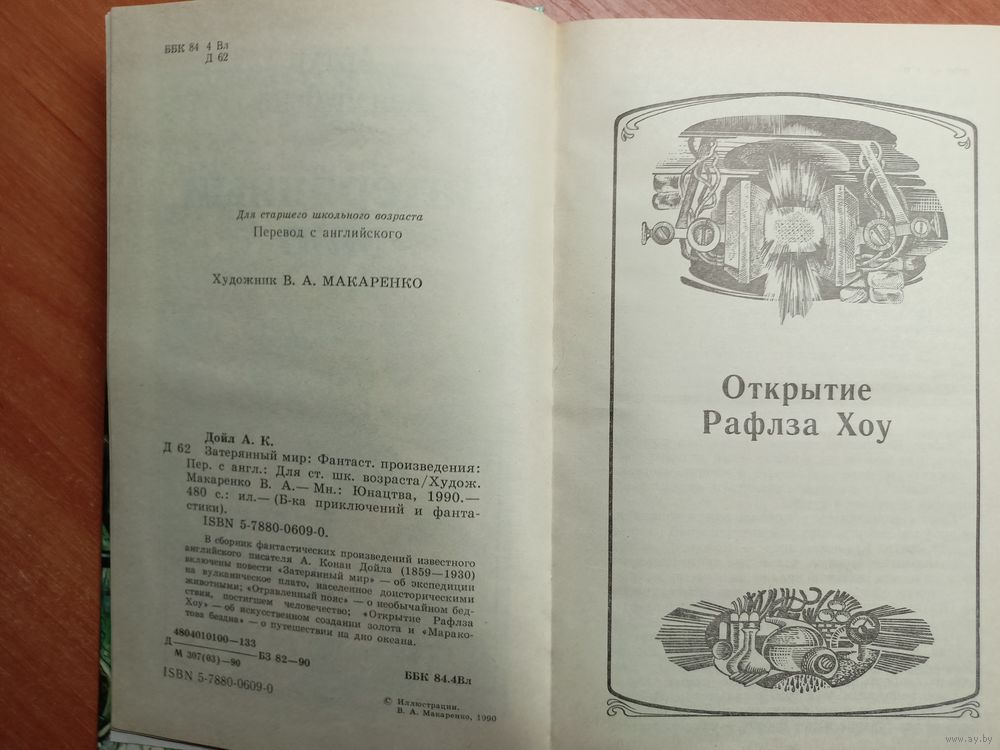 ББК 84 4 Вл
Д 62
Для старшего школьного возраста
Перевод с английского
Художник В. А. МАКАРЕНКО
Дойл А. К.
Д 62 Затерянный мир: Фантаст. произведения:
Пер. с англ.: Для ст. шк. возраста/Худож.
Макаренко В. А.— Мн.: Юнацтва, 1990.—
480 с.: ил.— (Б-ка приключений и фанта-
стики).
ISBN 5-7880-0609-0.
В сборник фантастических произведений известного
английского писателя А. Конан Дойла (1859—1930)
включены повести «Затерянный мир» — об экспедиции
на вулканическое плато, населенное доисторическими
животными; «Отравленный пояс» — о необычайном бед-
ствии, постигшем человечество; «Открытие Рафлза
Хоу» — об искусственном создании золота и «Марако-
това бездна» — о путешествии на дно океана.
Д 4804010100—133
М 307(03)—90 БЗ 82—90
ISBN 5-7880-0609-0
ББК 84.4Вл
© Иллюстрации.
В. А. Макаренко, 1990
Открытие
Рафлза Хоу
www.ay.by